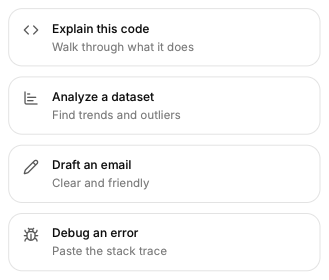 Explain this code
Walk through what it does
Analyze a dataset
Find trends and outliers
Draft an email
Clear and friendly
Debug an error
Paste the stack trace